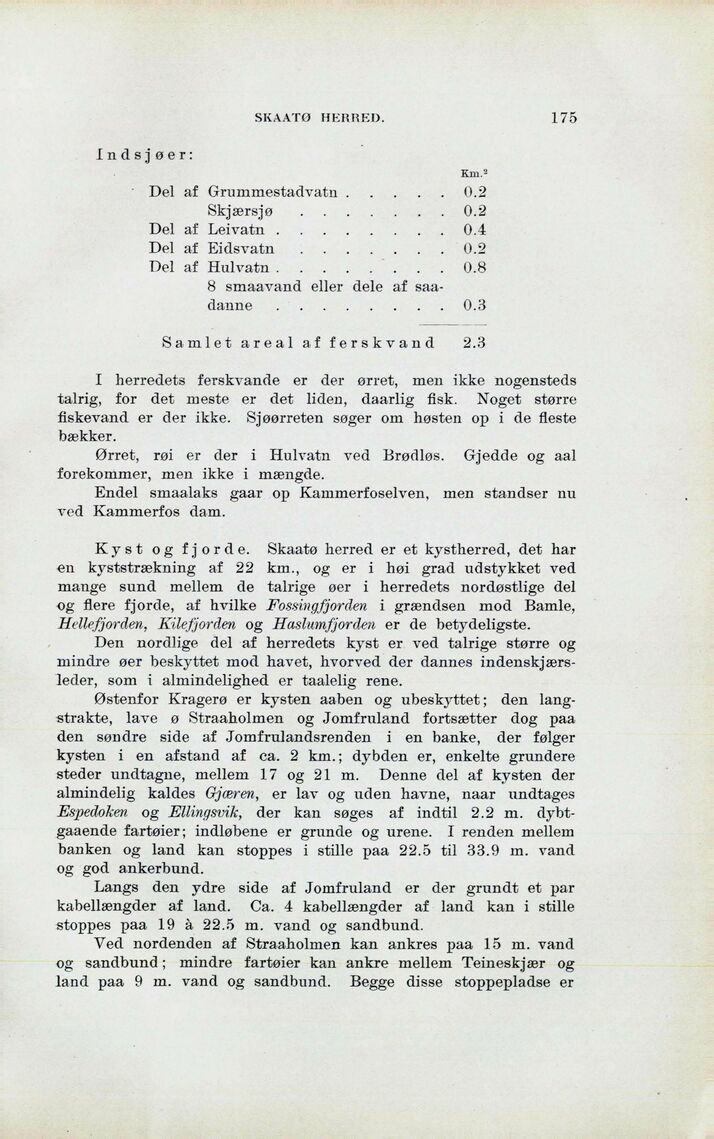 SKAATØ HERRED. 175
Indsjøer:
Km.²
Del af Grummestadvatn . . . . . 0.2
Skjærsjø . . . . . . . 0.2
Del af Leivatn . . . . . . . . 0.4
Del af Eidsvatn . . . . . . . 0.2
Del af Hulvatn . . . . . . . . 0.8
8 smaavand eller dele af saa-
danne . . . . . . . . 0.3
Samlet areal af ferskvand 2.3
I herredets ferskvande er der ørret, men ikke nogensteds
talrig, for det meste er det liden, daarlig fisk. Noget større
fiskevand er der ikke. Sjøørreten søger om høsten op i de fleste
bækker.
Ørret, røi er der i Hulvatn ved Brødløs. Gjedde og aal
forekommer, men ikke i mængde.
Endel smaalaks gaar op Kammerfoselven, men standser nu
ved Kammerfos dam.
Kyst og fjorde. Skaatø herred er et kystherred, det har
en kyststrækning af 22 km., og er i høi grad udstykket ved
mange sund mellem de talrige øer i herredets nordøstlige del
og flere fjorde, af hvilke Fossingfjorden i grændsen mod Bamle,
Hellefjorden, Kilefjorden og Haslumfjorden er de betydeligste.
Den nordlige del af herredets kyst er ved talrige større og
mindre øer beskyttet mod havet, hvorved der dannes indenskjærs-
leder, som i almindelighed er taalelig rene.
Østenfor Kragerø er kysten aaben og ubeskyttet; den lang-
strakte, lave ø Straaholmen og Jomfruland fortsætter dog paa
den søndre side af Jomfrulandsrenden i en banke, der følger
kysten i en afstand af ca. 2 km.; dybden er, enkelte grundere
steder undtagne, mellem 17 og 21 m. Denne del af kysten der
almindelig kaldes Gjæren, er lav og uden havne, naar undtages
Espedoken og Ellingsvik, der kan søges af indtil 2.2 m. dybt-
gaaende fartøier; indløbene er grunde og urene. I renden mellem
banken og land kan stoppes i stille paa 22.5 til 33.9 m. vand
og god ankerbund.
Langs den ydre side af Jomfruland er der grundt et par
kabellængder af land. Ca. 4 kabellængder af land kan i stille
stoppes paa 19 à 22.5 m. vand og sandbund.
Ved nordenden af Straaholmen kan ankres paa 15 m. vand
og sandbund; mindre fartøier kan ankre mellem Teineskjær og
land paa 9 m. vand og sandbund. Begge disse stoppepladse er